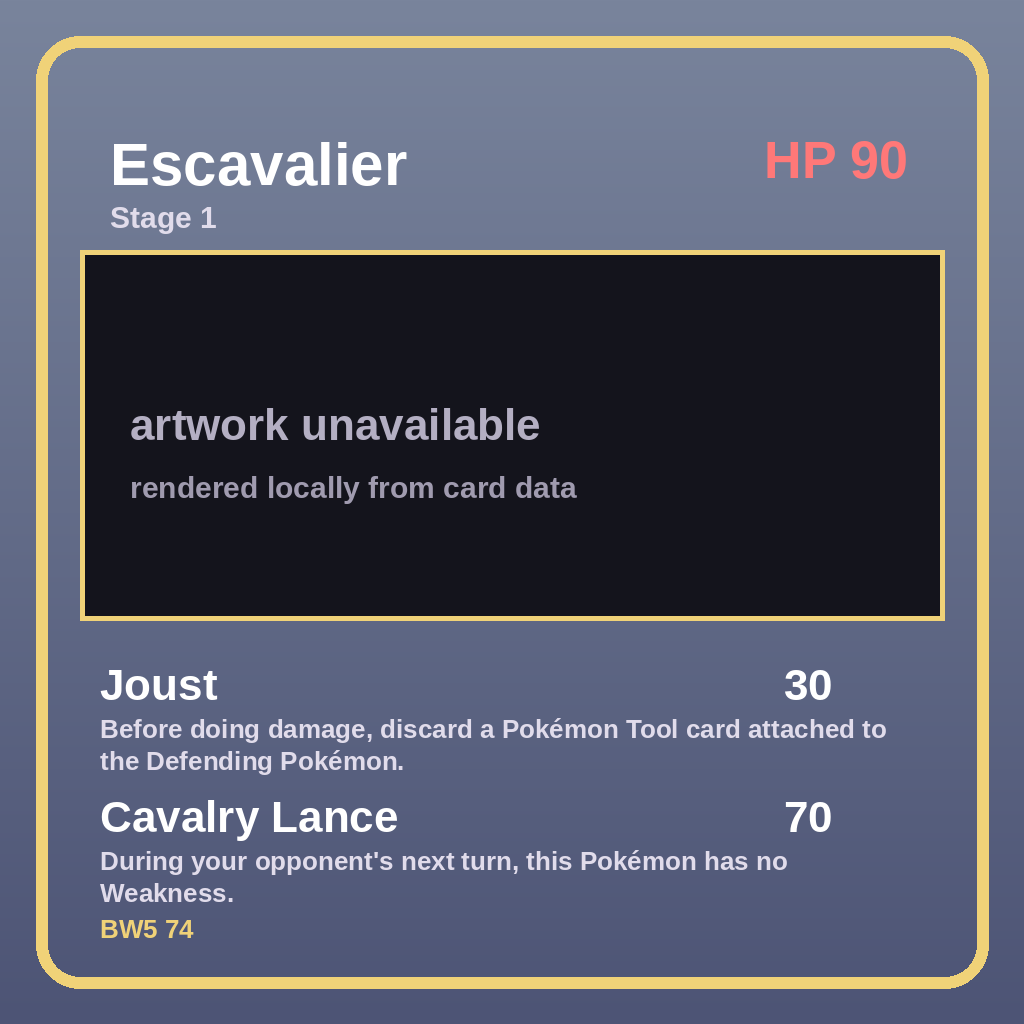 Escavalier
HP 90
Stage 1
artwork unavailable
rendered locally from card data
Joust 30
Before doing damage, discard a Pokémon Tool card attached to
the Defending Pokémon.
Cavalry Lance 70
During your opponent's next turn, this Pokémon has no
Weakness.
BW5 74